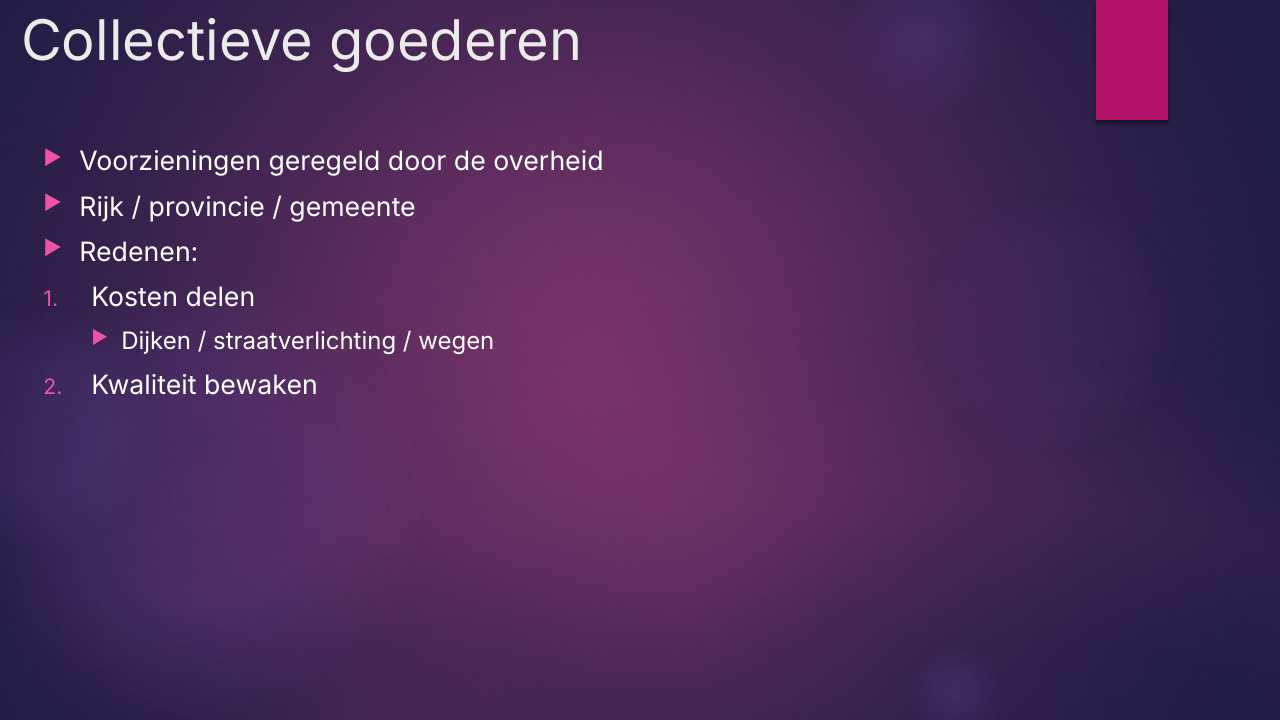 Collectieve goederen
Voorzieningen geregeld door de overheid
Rijk / provincie / gemeente
Redenen:
1. Kosten delen
Dijken / straatverlichting / wegen
2. Kwaliteit bewaken